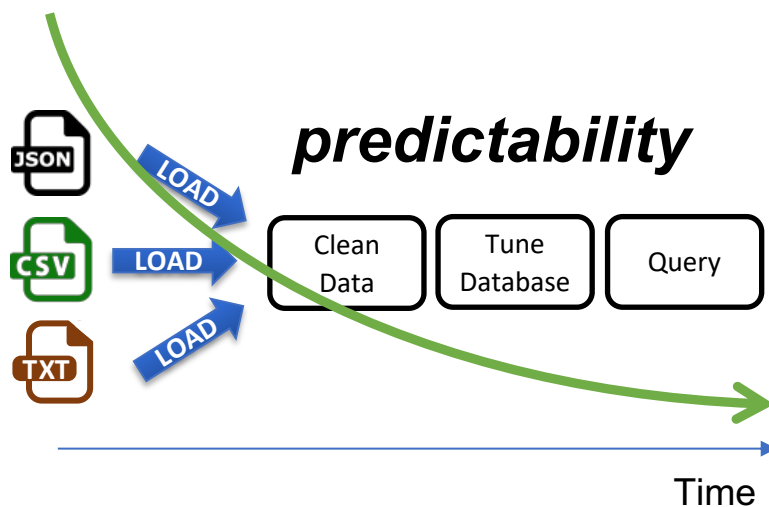 predictability
JSON
LOAD
CSV
LOAD
Clean
Data
Tune
Database
Query
TXT
LOAD
Time